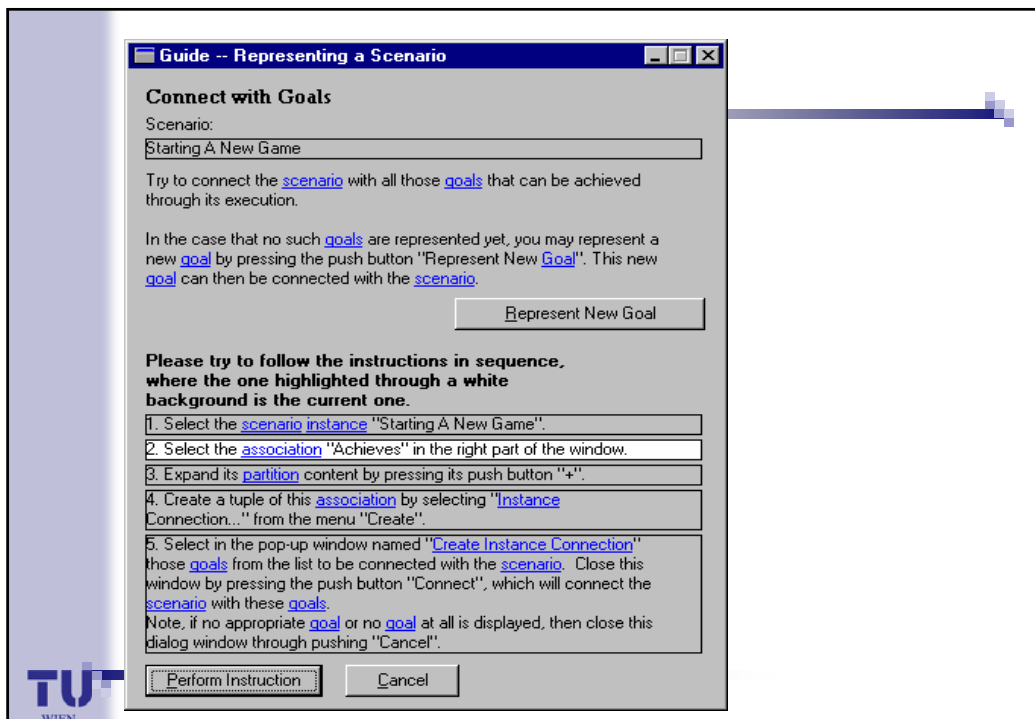 Guide -- Representing a Scenario
Connect with Goals
Scenario:
Starting A New Game
Try to connect the scenario with all those goals that can be achieved
through its execution.
In the case that no such goals are represented yet, you may represent a
new goal by pressing the push button "Represent New Goal". This new
goal can then be connected with the scenario.
Represent New Goal
Please try to follow the instructions in sequence,
where the one highlighted through a white
background is the current one.
1. Select the scenario instance "Starting A New Game".
2. Select the association "Achieves" in the right part of the window.
3. Expand its partition content by pressing its push button "+".
4. Create a tuple of this association by selecting "Instance
Connection..." from the menu "Create".
5. Select in the pop-up window named "Create Instance Connection"
those goals from the list to be connected with the scenario.  Close this
window by pressing the push button "Connect", which will connect the
scenario with these goals.
Note, if no appropriate goal or no goal at all is displayed, then close this
dialog window through pushing "Cancel".
Perform Instruction
Cancel
TU
WIEN